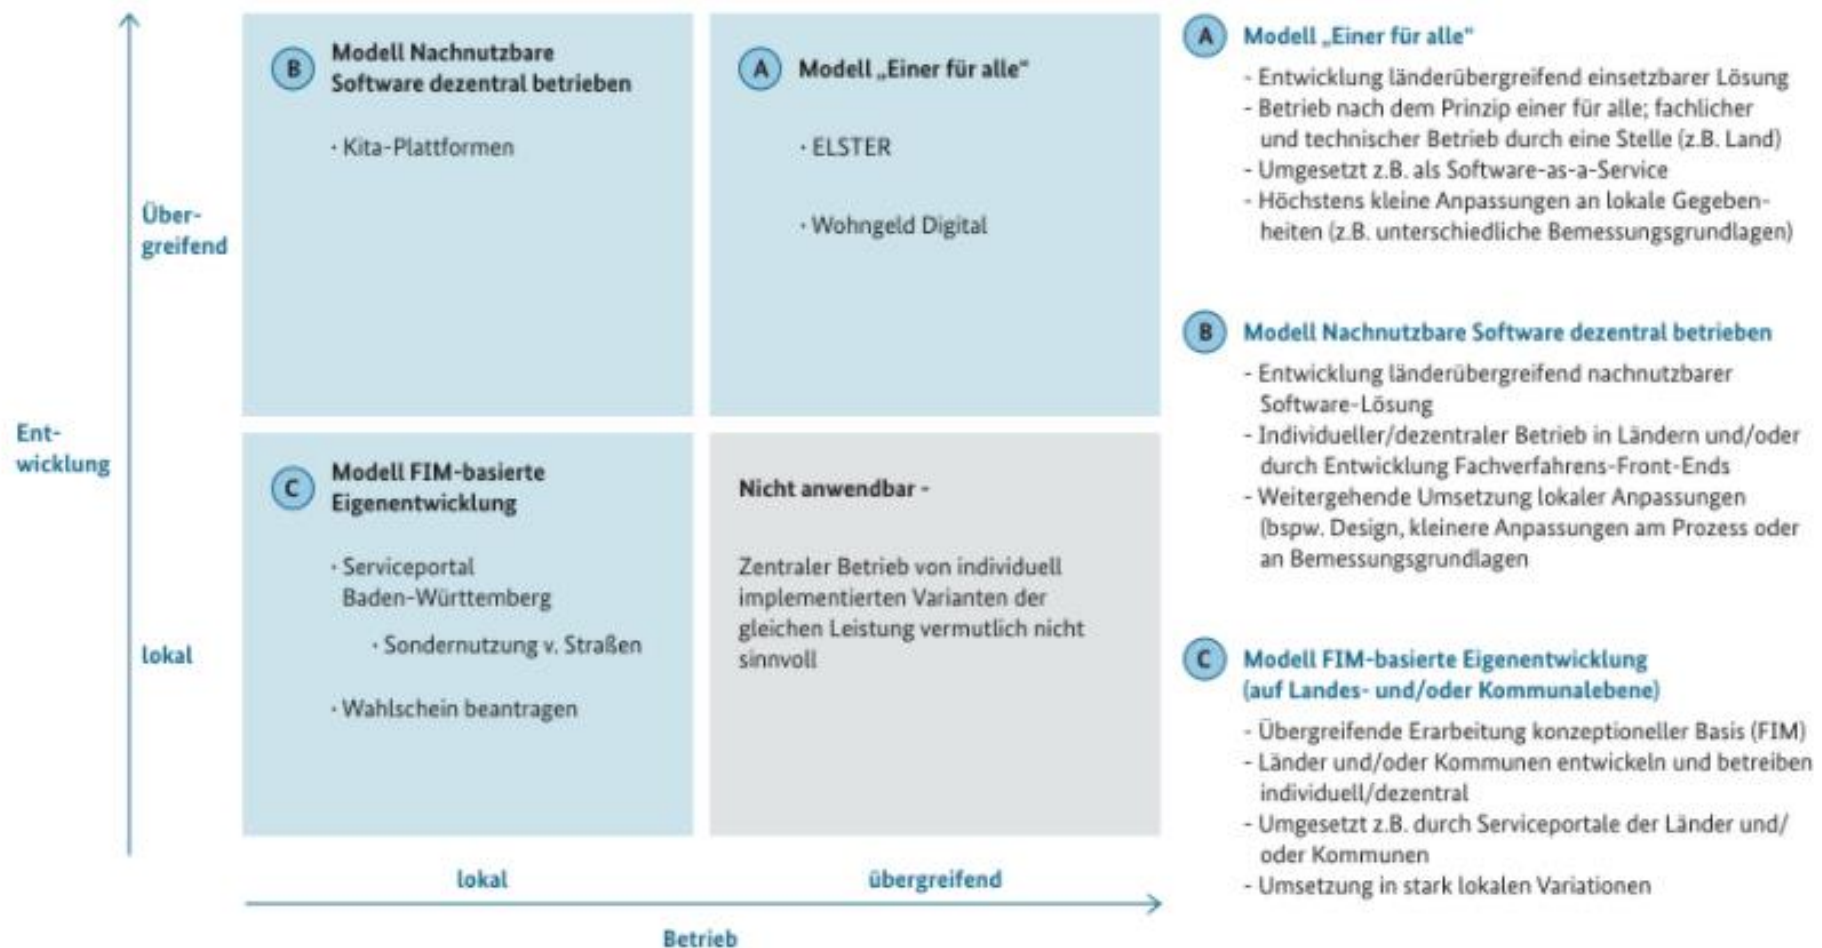 B
Modell Nachnutzbare
Software dezentral betrieben
· Kita-Plattformen
A
Modell „Einer für alle“
· ELSTER
· Wohngeld Digital
Über-
greifend
Ent-
wicklung
lokal
C
Modell FIM-basierte
Eigenentwicklung
· Serviceportal
Baden-Württemberg
· Sondernutzung v. Straßen
· Wahlschein beantragen
Nicht anwendbar -
Zentraler Betrieb von individuell
implementierten Varianten der
gleichen Leistung vermutlich nicht
sinnvoll
lokal
übergreifend
Betrieb
A
Modell „Einer für alle“
- Entwicklung länderübergreifend einsetzbarer Lösung
- Betrieb nach dem Prinzip einer für alle; fachlicher
und technischer Betrieb durch eine Stelle (z.B. Land)
- Umgesetzt z.B. als Software-as-a-Service
- Höchstens kleine Anpassungen an lokale Gegeben-
heiten (z.B. unterschiedliche Bemessungsgrundlagen)
B
Modell Nachnutzbare Software dezentral betrieben
- Entwicklung länderübergreifend nachnutzbarer
Software-Lösung
- Individueller/dezentraler Betrieb in Ländern und/oder
durch Entwicklung Fachverfahrens-Front-Ends
- Weitergehende Umsetzung lokaler Anpassungen
(bspw. Design, kleinere Anpassungen am Prozess oder
an Bemessungsgrundlagen
C
Modell FIM-basierte Eigenentwicklung
(auf Landes- und/oder Kommunalebene)
- Übergreifende Erarbeitung konzeptioneller Basis (FIM)
- Länder und/oder Kommunen entwickeln und betreiben
individuell/dezentral
- Umgesetzt z.B. durch Serviceportale der Länder und/
oder Kommunen
- Umsetzung in stark lokalen Variationen